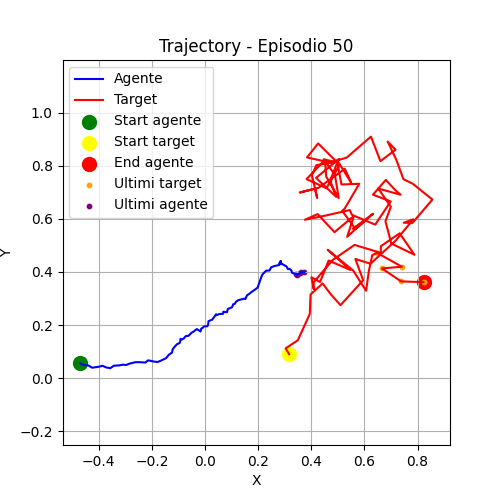 Trajectory - Episodio 50
Agente
Target
Start agente
Start target
End agente
Ultimi target
Ultimi agente
Y
1.0
0.8
0.6
0.4
0.2
0.0
−0.2
−0.4 −0.2 0.0 0.2 0.4 0.6 0.8
X